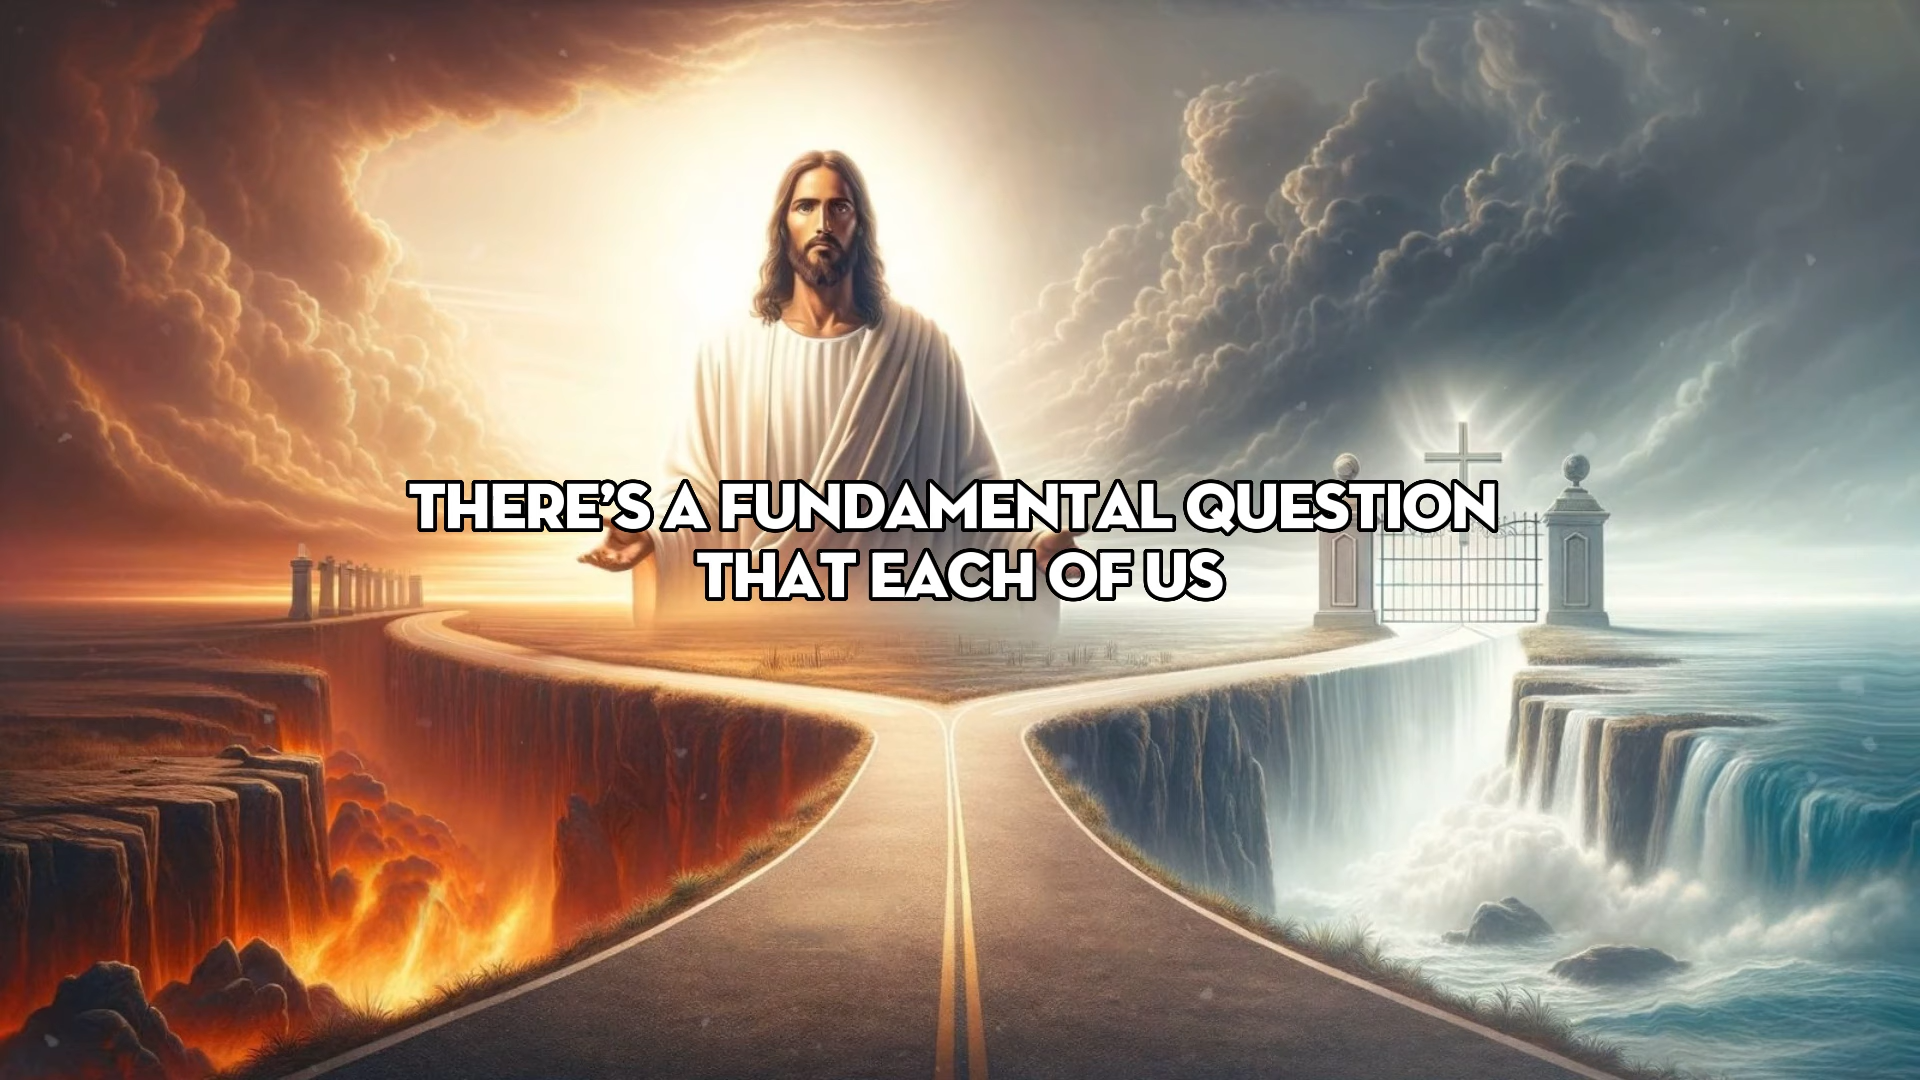 THERE'S A FUNDAMENTAL QUESTION
THAT EACH OF US